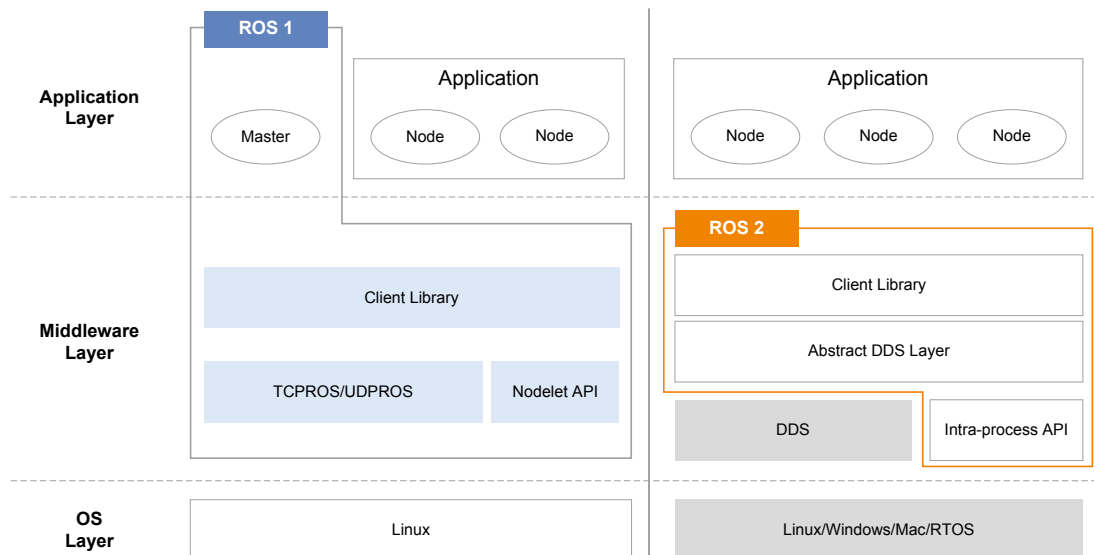 ROS 1
Application
Layer
Master
Application
Node
Node
Application
Node
Node
Node
ROS 2
Middleware
Layer
Client Library
TCPROS/UDPROS
Nodelet API
Client Library
Abstract DDS Layer
DDS
Intra-process API
OS
Layer
Linux
Linux/Windows/Mac/RTOS